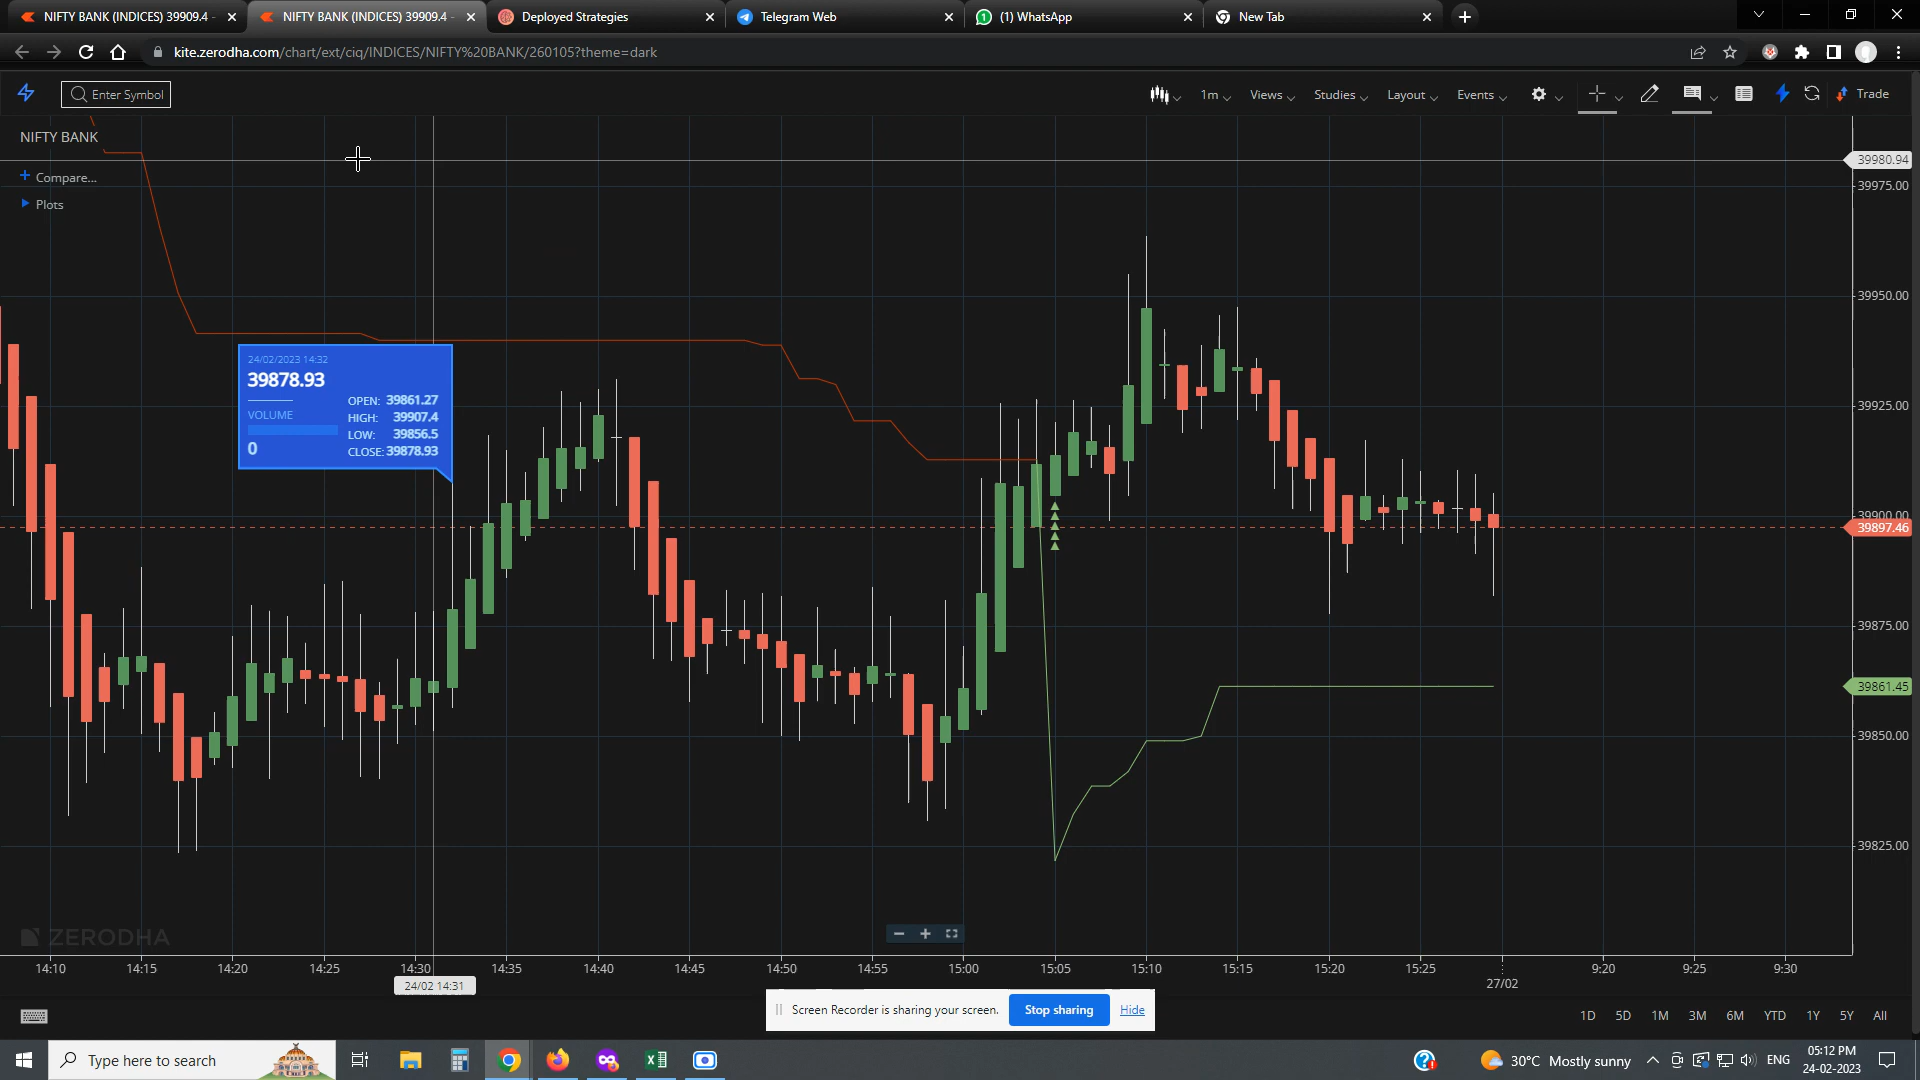 NIFTY BANK (INDICES) 39909.4 -
NIFTY BANK (INDICES) 39909.4 -
Deployed Strategies
Telegram Web
(1) WhatsApp
New Tab
kite.zerodha.com/chart/ext/ciq/INDICES/NIFTY%20BANK/260105?theme=dark
Enter Symbol
1m
Views
Studies
Layout
Events
Trade
NIFTY BANK
Compare...
Plots
39980.94
39975.00
39950.00
39925.00
39900.00
39897.46
39875.00
39861.45
39850.00
39825.00
24/02/2023 14:32
39878.93
VOLUME
0
OPEN: 39861.27
HIGH: 39907.4
LOW: 39856.5
CLOSE: 39878.93
ZERODHA
14:10 14:15 14:20 14:25 14:30 14:35 14:40 14:45 14:50 14:55 15:00 15:05 15:10 15:15 15:20 15:25 9:20 9:25 9:30
24/02 14:31
27/02
Screen Recorder is sharing your screen.
Stop sharing
Hide
1D 5D 1M 3M 6M YTD 1Y 5Y All
Type here to search
30°C Mostly sunny
ENG
05:12 PM
24-02-2023